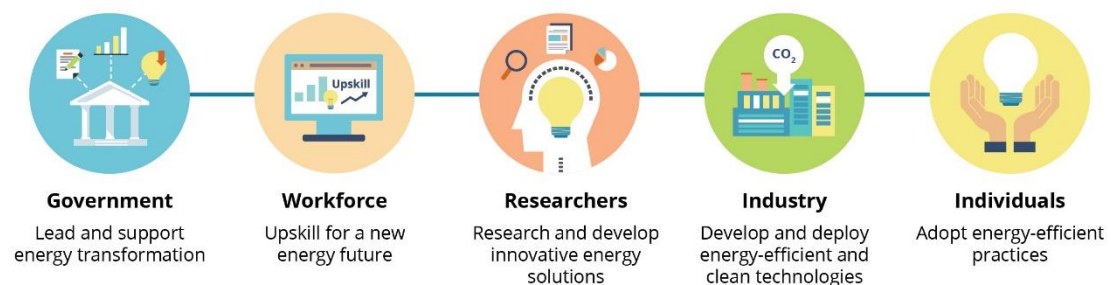 Upskill
CO₂
Government
Lead and support
energy transformation
Workforce
Upskill for a new
energy future
Researchers
Research and develop
innovative energy
solutions
Industry
Develop and deploy
energy-efficient and
clean technologies
Individuals
Adopt energy-efficient
practices